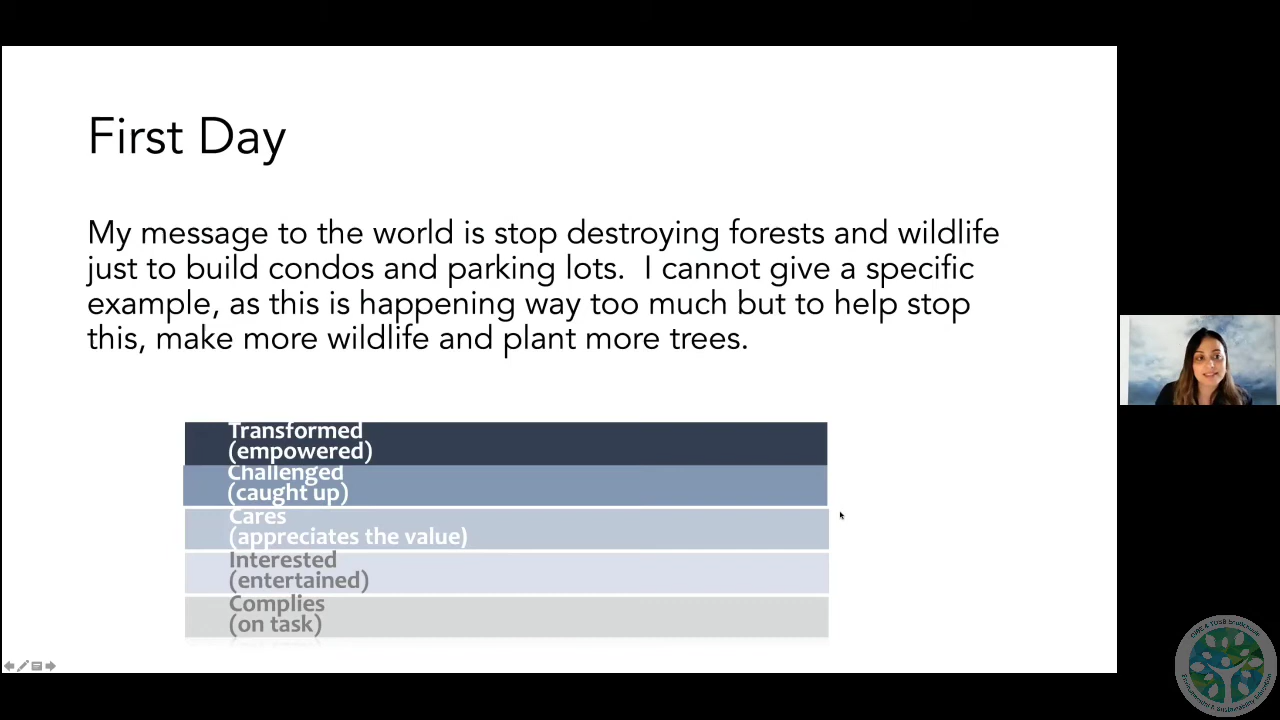 First Day
My message to the world is stop destroying forests and wildlife
just to build condos and parking lots.  I cannot give a specific
example, as this is happening way too much but to help stop
this, make more wildlife and plant more trees.
Transformed
(empowered)
Challenged
(caught up)
Cares
(appreciates the value)
Interested
(entertained)
Complies
(on task)